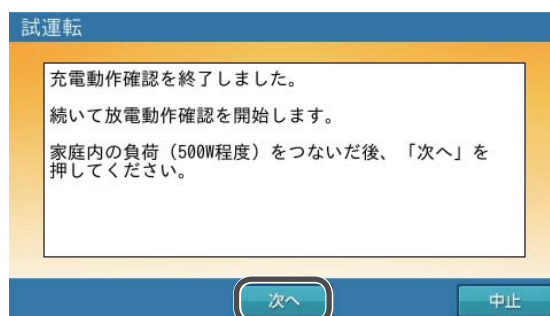 試運転
充電動作確認を終了しました。
続いて放電動作確認を開始します。
家庭内の負荷（500W程度）をつないだ後、「次へ」を
押してください。
次へ
中止